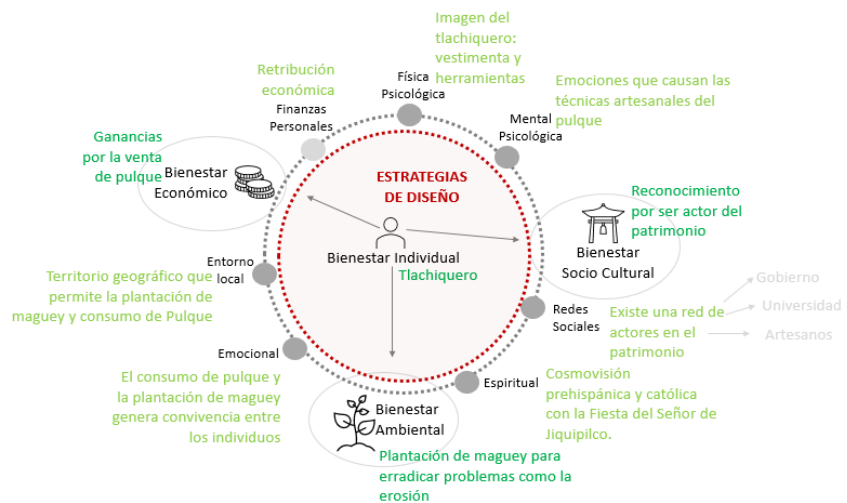 Imagen del
tlachiquero:
vestimenta y
herramientas
Física
Psicológica
Retribución
económica
Finanzas
Personales
Emociones que causan las
técnicas artesanales del
pulque
Mental
Psicológica
Ganancias
por la venta
de pulque
Bienestar
Económico
ESTRATEGIAS
DE DISEÑO
Reconocimiento
por ser actor del
patrimonio
Bienestar
Socio Cultural
Bienestar Individual
Tlachiquero
Entorno
local
Territorio geográfico que
permite la plantación de
maguey y consumo de Pulque
Redes
Sociales
Existe una red de
actores en el
patrimonio
Gobierno
Universidad
Artesanos
Emocional
El consumo de pulque y
la plantación de maguey
genera convivencia entre
los individuos
Espiritual
Cosmovisión
prehispánica y católica
con la Fiesta del Señor de
Jiquipilco.
Bienestar
Ambiental
Plantación de maguey para
erradicar problemas como la
erosión